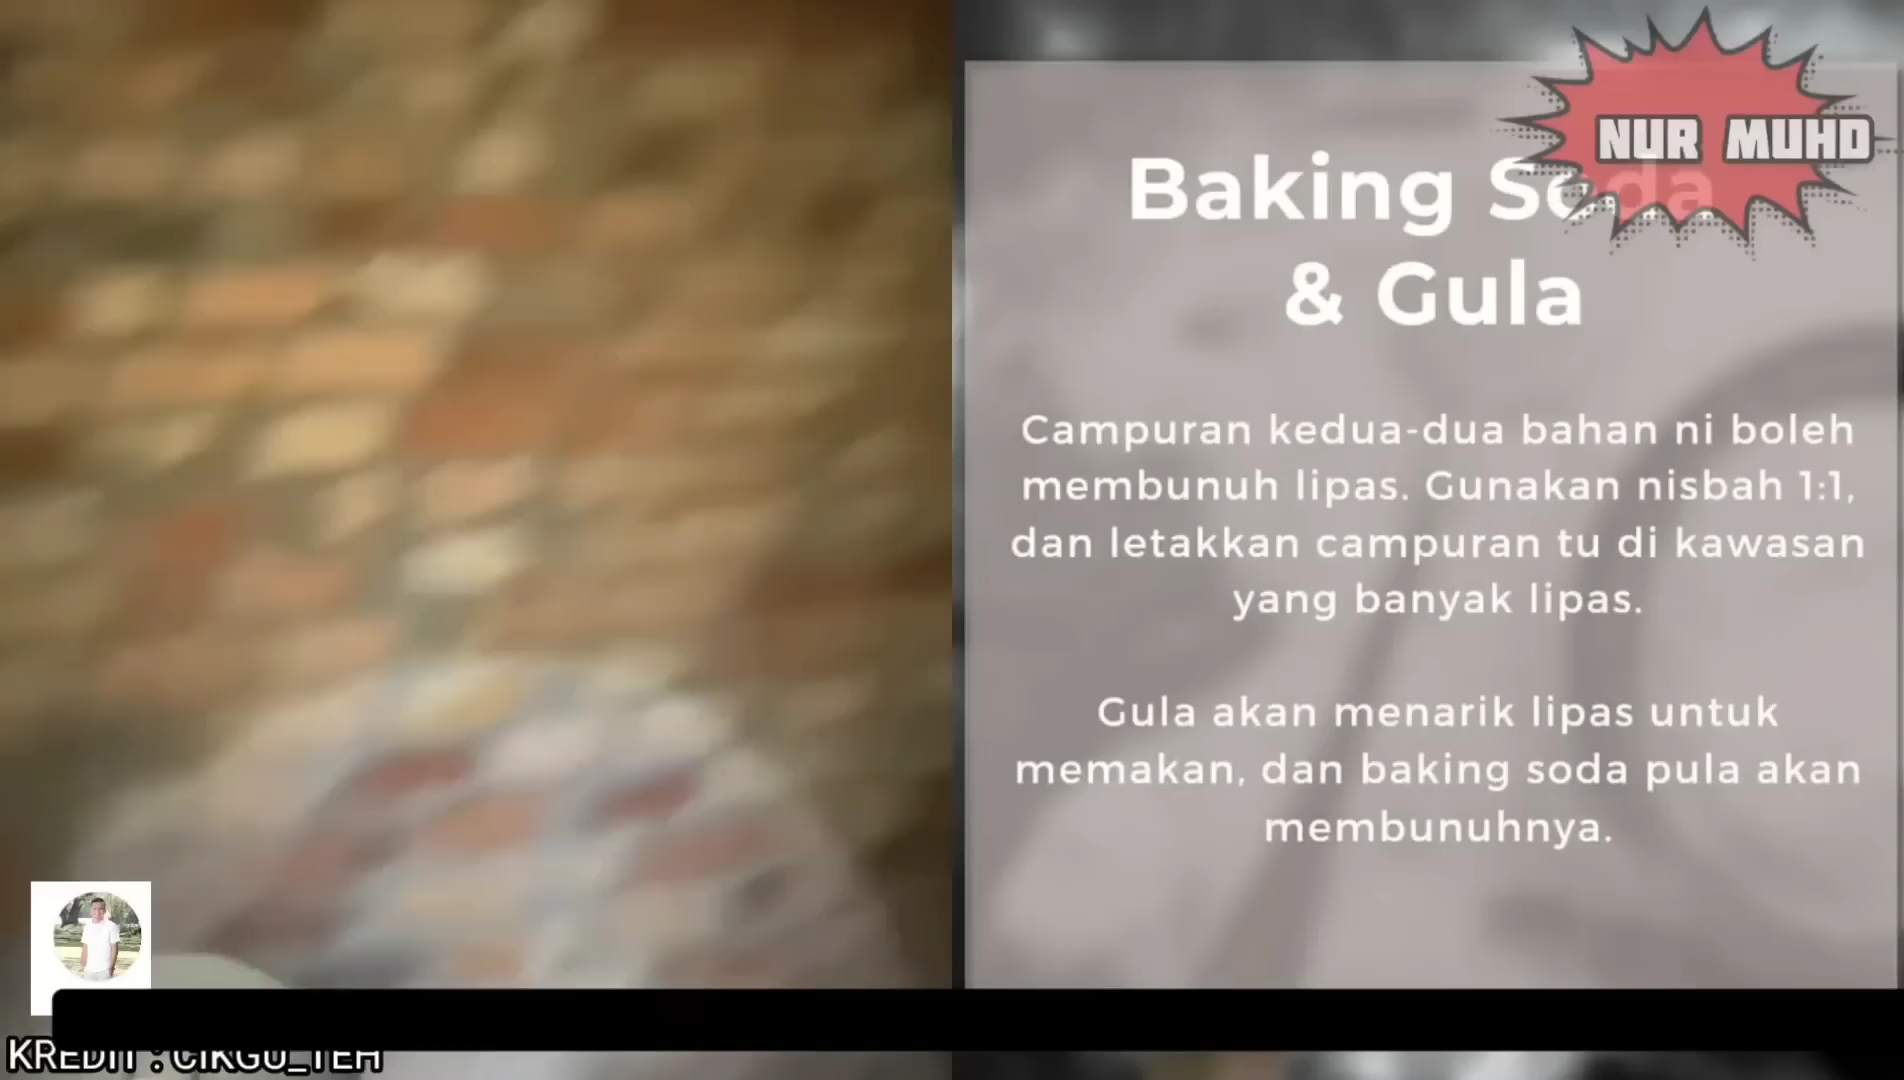 NUR MUHD
Baking Soda
& Gula
Campuran kedua-dua bahan ni boleh
membunuh lipas. Gunakan nisbah 1:1,
dan letakkan campuran tu di kawasan
yang banyak lipas.
Gula akan menarik lipas untuk
memakan, dan baking soda pula akan
membunuhnya.
KREDIT : CIKGU_TEH